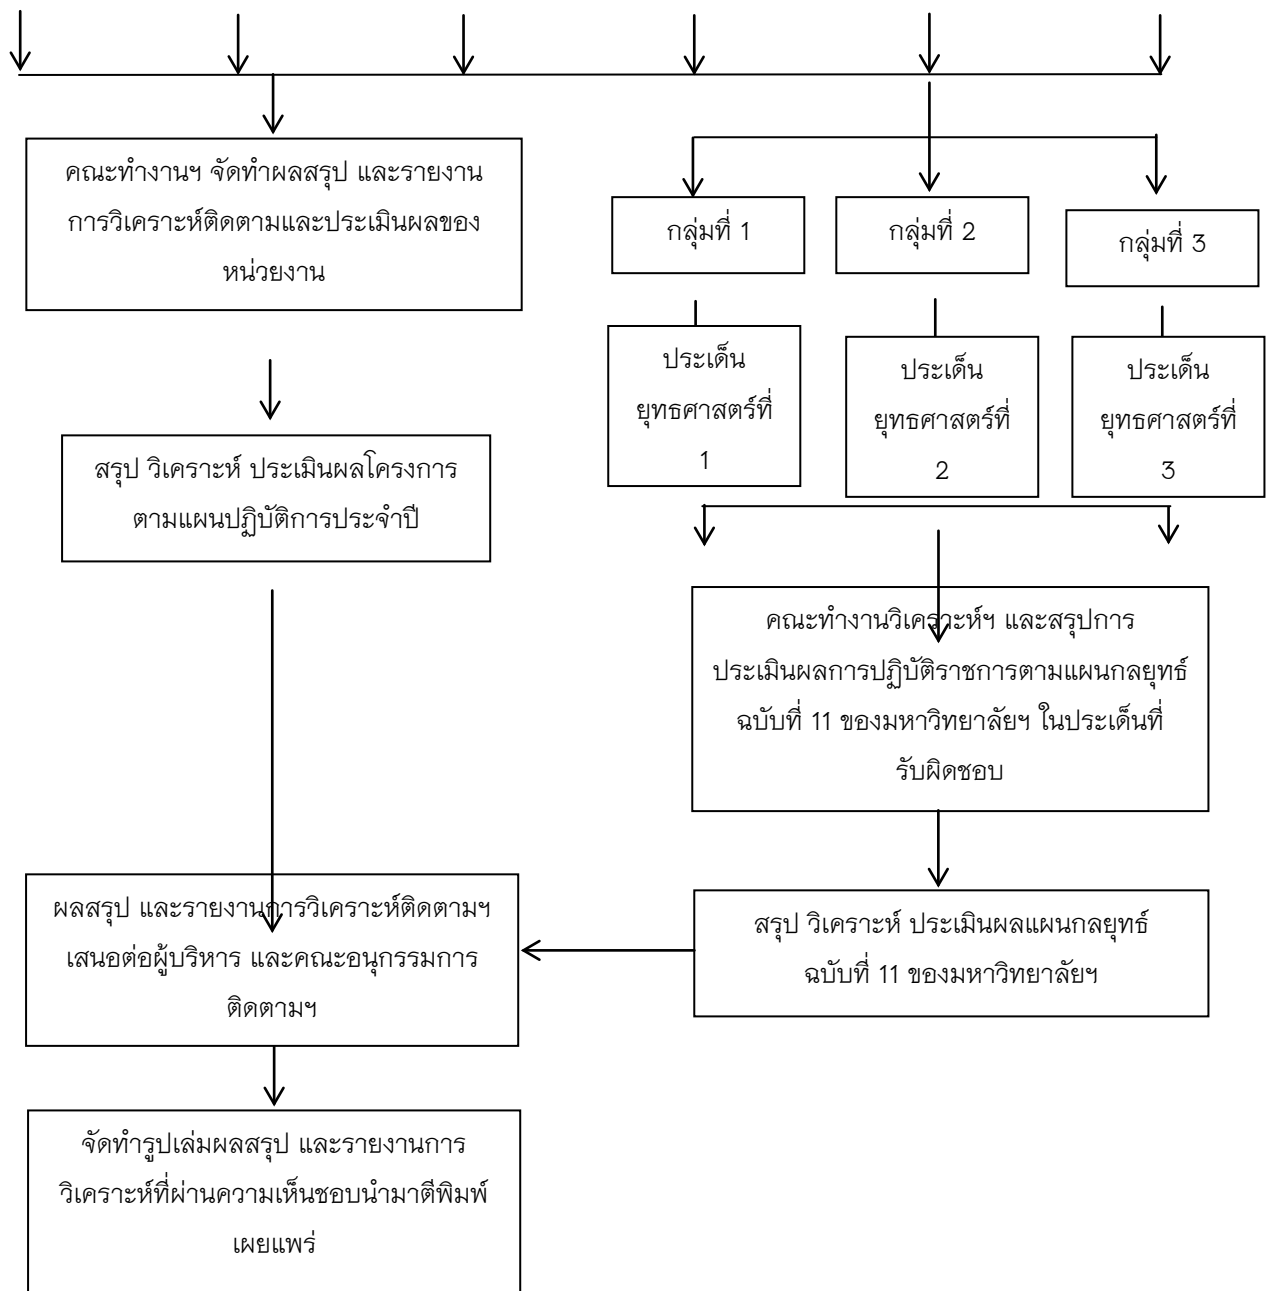 คณะทำงานฯ จัดทำผลสรุป และรายงาน
การวิเคราะห์ติดตามและประเมินผลของ
หน่วยงาน
กลุ่มที่ 1
กลุ่มที่ 2
กลุ่มที่ 3
ประเด็น
ยุทธศาสตร์ที่
1
ประเด็น
ยุทธศาสตร์ที่
2
ประเด็น
ยุทธศาสตร์ที่
3
สรุป วิเคราะห์ ประเมินผลโครงการ
ตามแผนปฏิบัติการประจำปี
คณะทำงานวิเคราะห์ฯ และสรุปการ
ประเมินผลการปฏิบัติราชการตามแผนกลยุทธ์
ฉบับที่ 11 ของมหาวิทยาลัยฯ ในประเด็นที่
รับผิดชอบ
ผลสรุป และรายงานการวิเคราะห์ติดตามฯ
เสนอต่อผู้บริหาร และคณะอนุกรรมการ
ติดตามฯ
สรุป วิเคราะห์ ประเมินผลแผนกลยุทธ์
ฉบับที่ 11 ของมหาวิทยาลัยฯ
จัดทำรูปเล่มผลสรุป และรายงานการ
วิเคราะห์ที่ผ่านความเห็นชอบนำมาตีพิมพ์
เผยแพร่